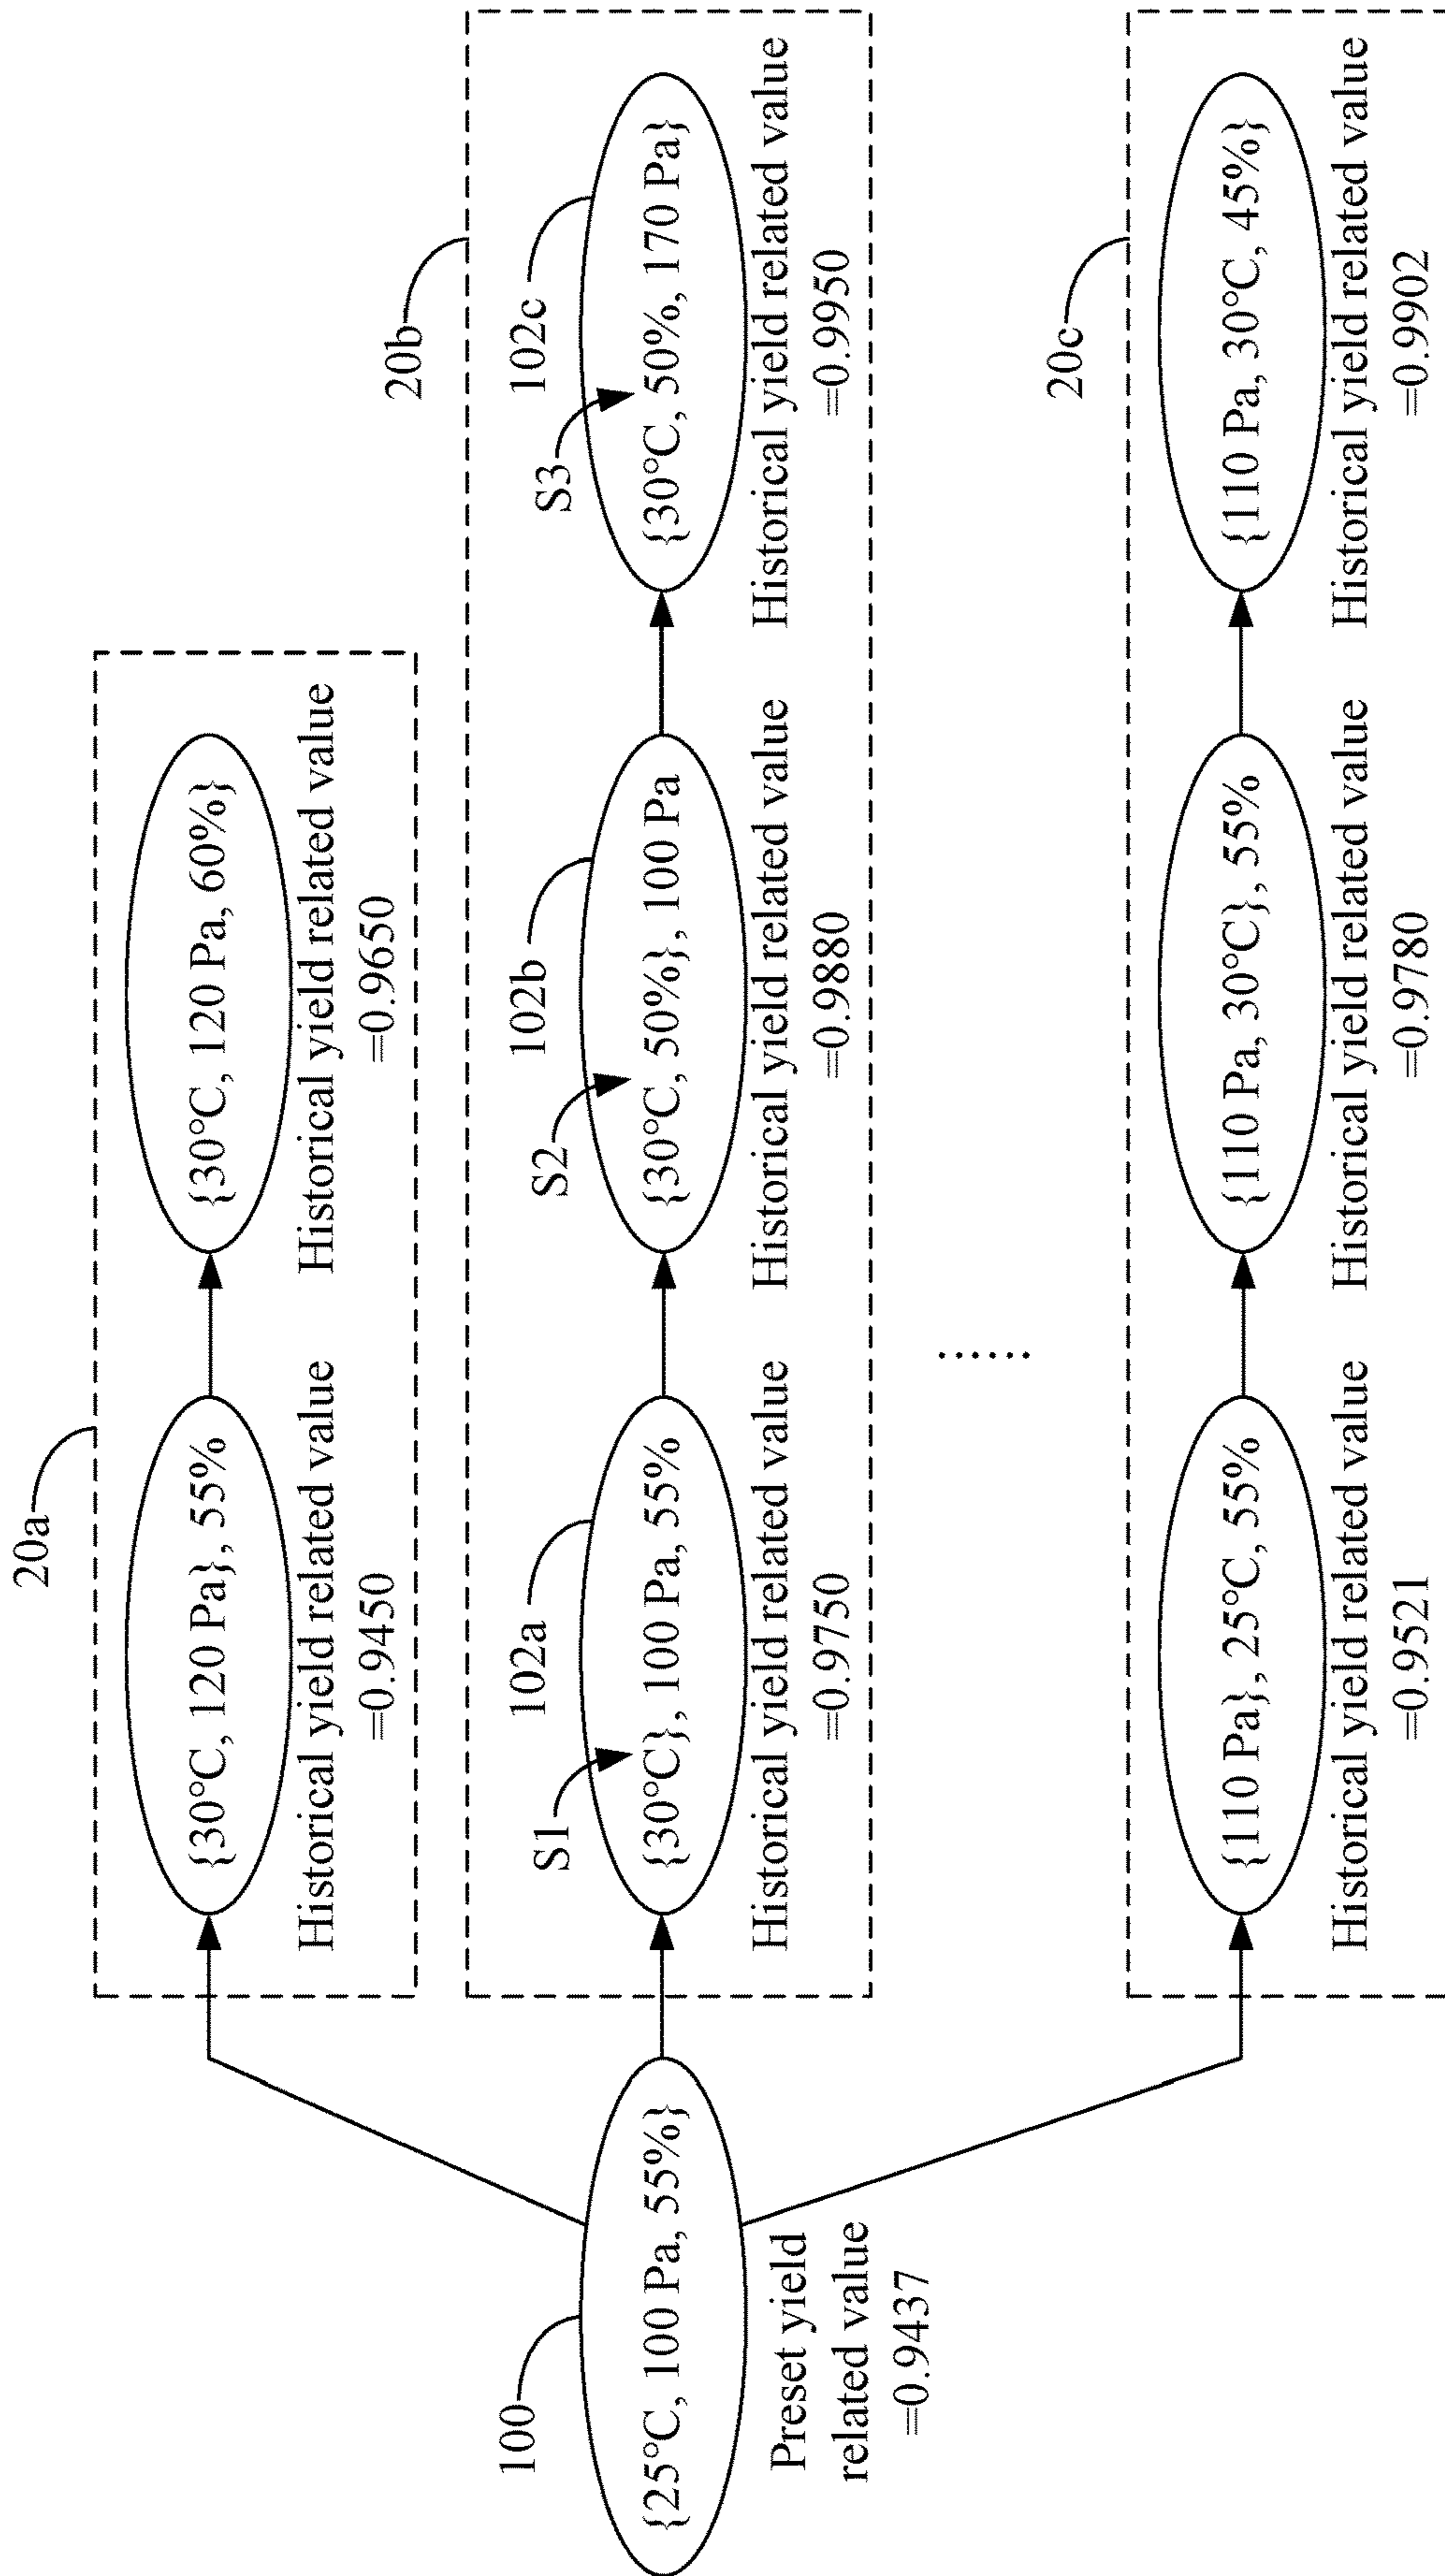 20a
{30°C, 120 Pa}, 55%
Historical yield related value
=0.9450
{30°C, 120 Pa, 60%}
Historical yield related value
=0.9650
100
{25°C, 100 Pa, 55%}
Preset yield
related value
=0.9437
20b
S1
102a
{30°C}, 100 Pa, 55%
Historical yield related value
=0.9750
S2
102b
{30°C, 50%}, 100 Pa
Historical yield related value
=0.9880
S3
102c
{30°C, 50%, 170 Pa}
Historical yield related value
=0.9950
......
20c
{110 Pa}, 25°C, 55%
Historical yield related value
=0.9521
{110 Pa, 30°C}, 55%
Historical yield related value
=0.9780
{110 Pa, 30°C, 45%}
Historical yield related value
=0.9902